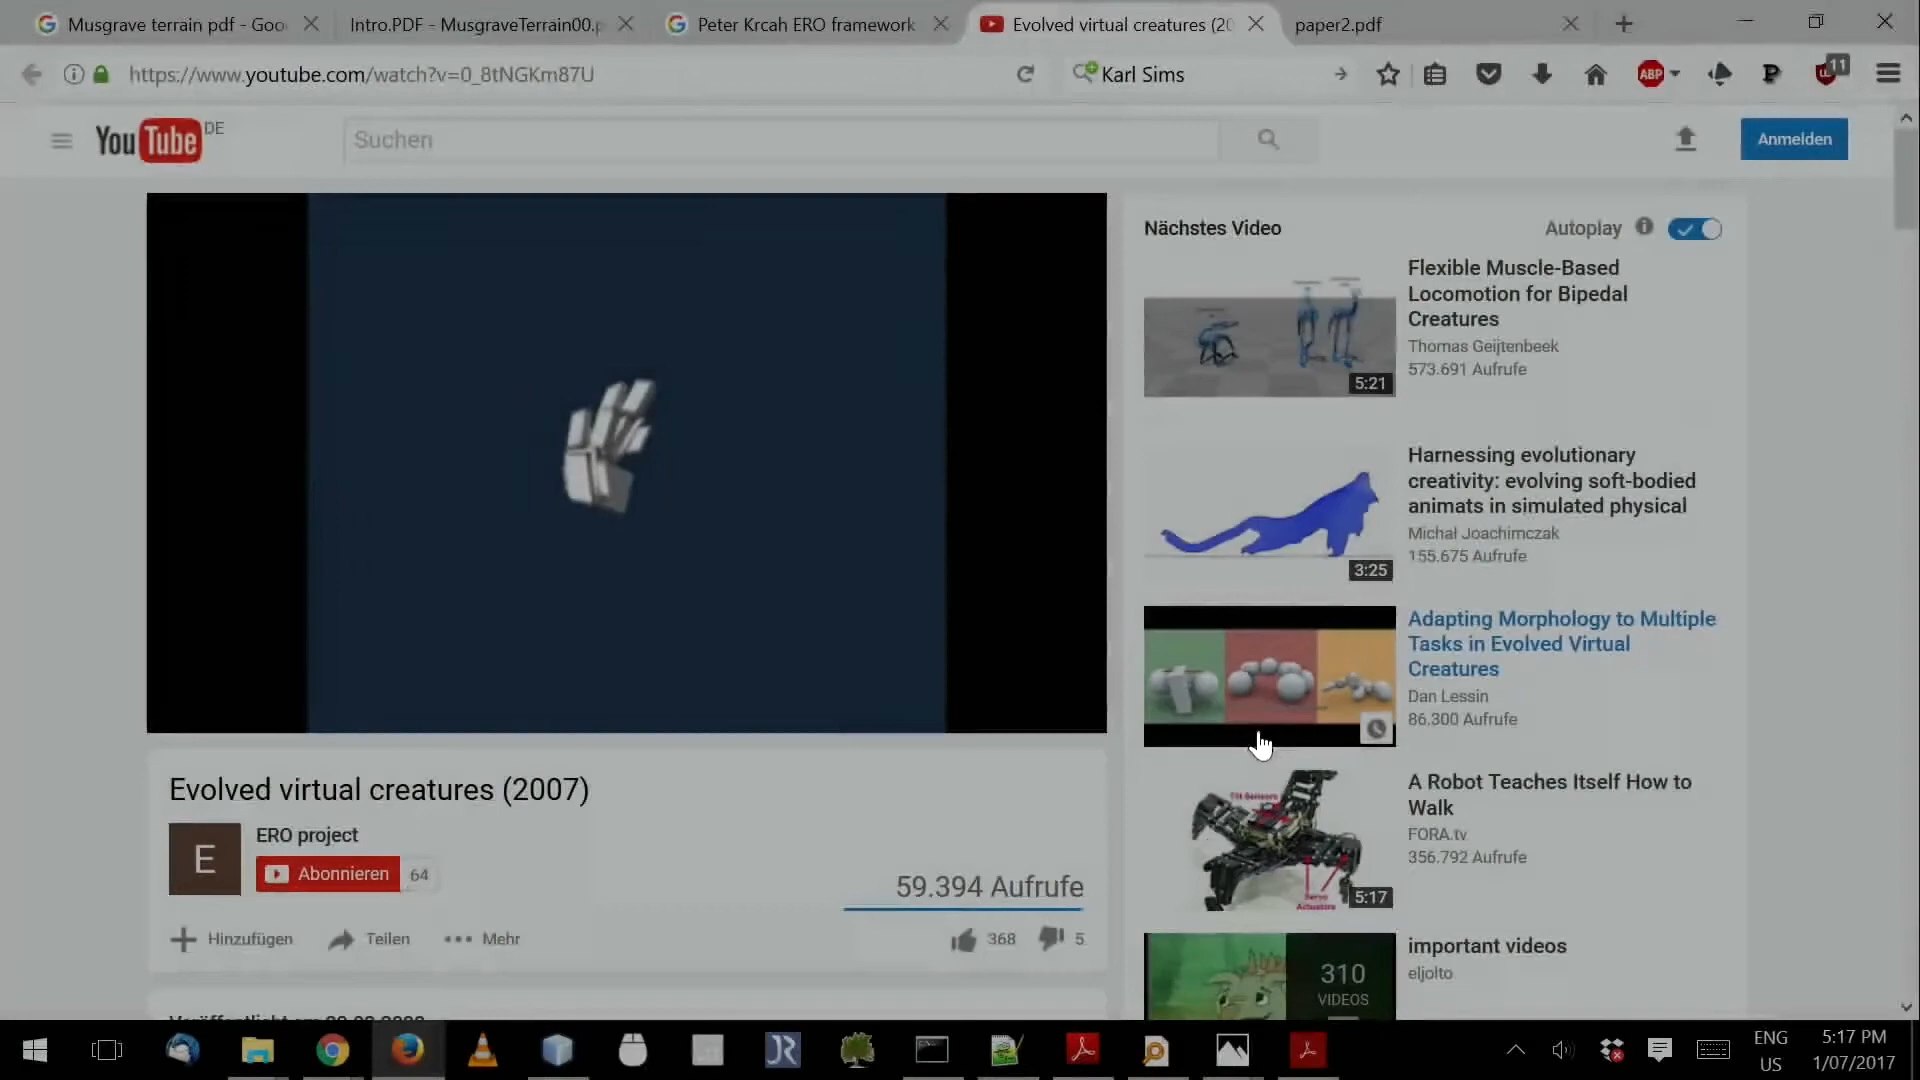 Musgrave terrain pdf - Goo
Intro.PDF - MusgraveTerrain00.p
Peter Krcah ERO framework
Evolved virtual creatures (20
paper2.pdf
https://www.youtube.com/watch?v=0_8tNGKm87U
Karl Sims
ABP
11
YouTube DE
Suchen
Anmelden
Nächstes Video
Autoplay
Flexible Muscle-Based
Locomotion for Bipedal
Creatures
Thomas Geijtenbeek
573.691 Aufrufe
5:21
Harnessing evolutionary
creativity: evolving soft-bodied
animats in simulated physical
Michał Joachimczak
155.675 Aufrufe
3:25
Adapting Morphology to Multiple
Tasks in Evolved Virtual
Creatures
Dan Lessin
86.300 Aufrufe
A Robot Teaches Itself How to
Walk
FORA.tv
356.792 Aufrufe
Tilt Sensors
Servo
Actuators
5:17
important videos
eljolto
310
VIDEOS
Evolved virtual creatures (2007)
E
ERO project
Abonnieren
64
59.394 Aufrufe
Hinzufügen
Teilen
Mehr
368
5
ENG
US
5:17 PM
1/07/2017